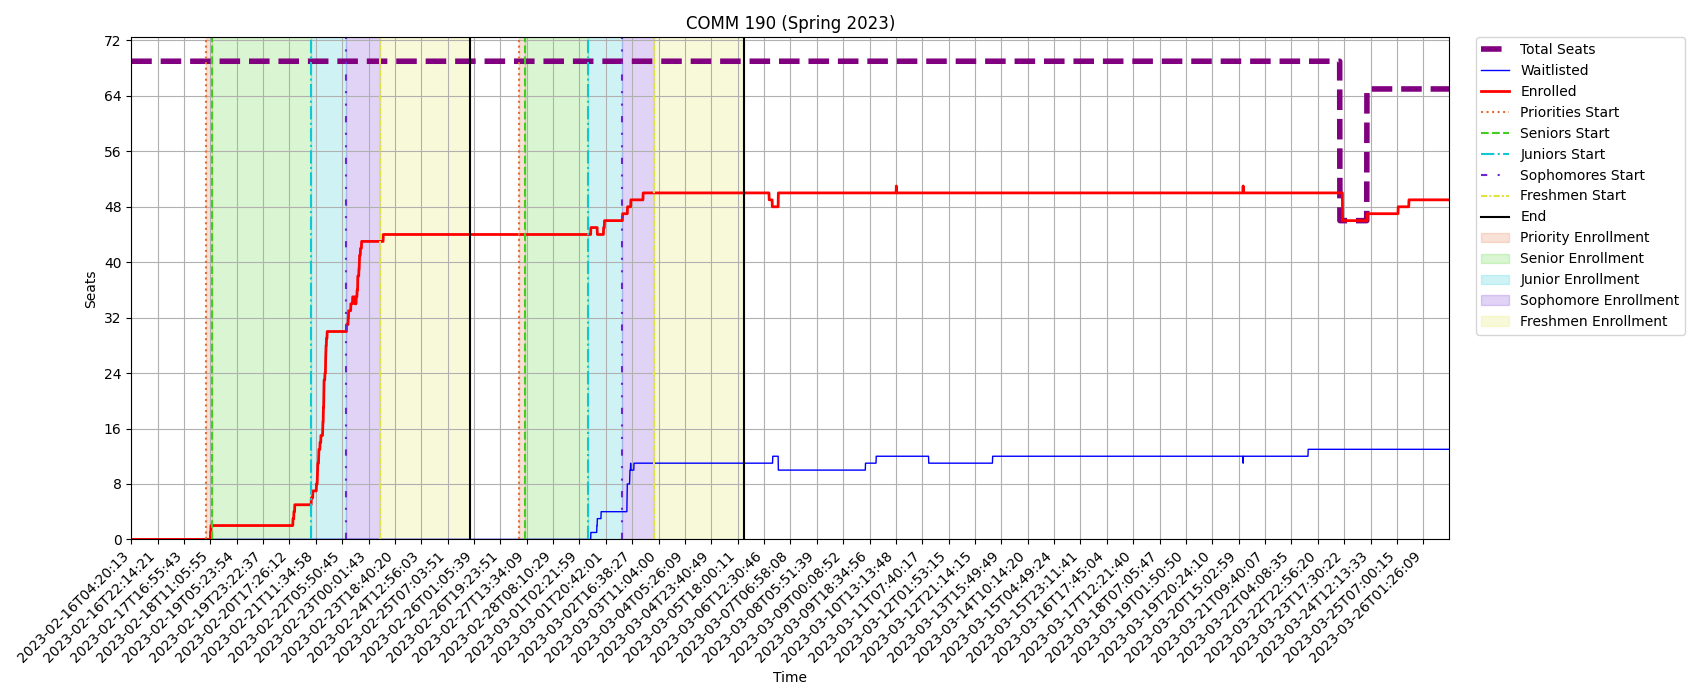 COMM 190 (Spring 2023)
72
64
56
48
40
32
24
16
8
0
Seats
2023-02-16T04:20:13
2023-02-16T22:14:21
2023-02-17T16:55:43
2023-02-18T11:05:55
2023-02-19T05:23:54
2023-02-19T23:22:37
2023-02-20T17:26:12
2023-02-21T11:34:58
2023-02-22T05:50:45
2023-02-23T00:01:43
2023-02-23T18:40:20
2023-02-24T12:56:03
2023-02-25T07:03:51
2023-02-26T01:05:39
2023-02-26T19:23:51
2023-02-27T13:34:09
2023-02-28T08:10:29
2023-03-01T02:21:59
2023-03-01T20:42:01
2023-03-02T16:38:27
2023-03-03T11:04:00
2023-03-04T05:26:09
2023-03-04T23:40:49
2023-03-05T18:00:11
2023-03-06T12:30:46
2023-03-07T06:58:08
2023-03-08T05:51:39
2023-03-09T00:08:52
2023-03-09T18:34:56
2023-03-10T13:13:48
2023-03-11T07:40:17
2023-03-12T01:53:15
2023-03-12T21:14:15
2023-03-13T15:49:49
2023-03-14T10:14:20
2023-03-15T04:49:24
2023-03-15T23:11:41
2023-03-16T17:45:04
2023-03-17T12:21:40
2023-03-18T07:05:47
2023-03-19T01:50:50
2023-03-19T20:24:10
2023-03-20T15:02:59
2023-03-21T09:40:07
2023-03-22T04:08:35
2023-03-22T22:56:20
2023-03-23T17:30:22
2023-03-24T12:13:33
2023-03-25T07:00:15
2023-03-26T01:26:09
Time
Total Seats
Waitlisted
Enrolled
Priorities Start
Seniors Start
Juniors Start
Sophomores Start
Freshmen Start
End
Priority Enrollment
Senior Enrollment
Junior Enrollment
Sophomore Enrollment
Freshmen Enrollment